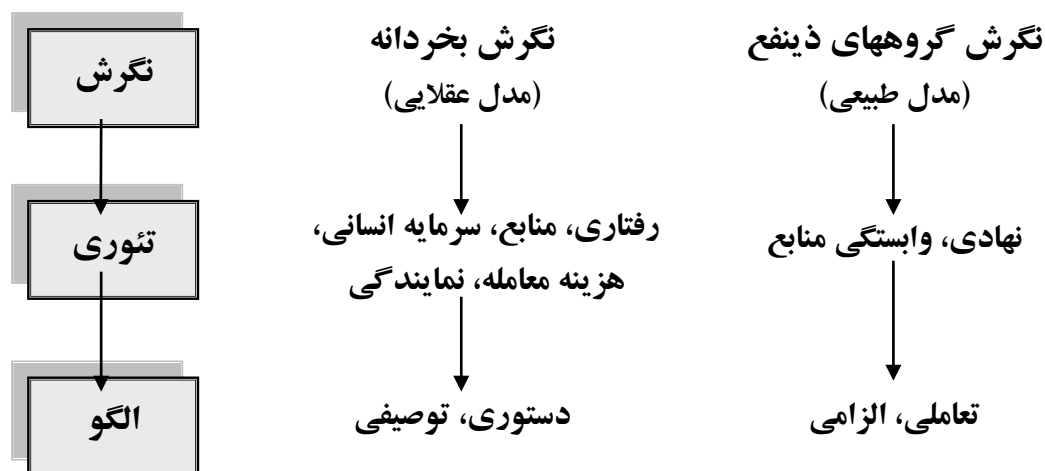 نگرش گروههای ذینفع
(مدل طبیعی)
نگرش بخردانه
(مدل عقلایی)
نگرش
نهادی، وابستگی منابع
رفتاری، منابع، سرمایه انسانی،
هزینه معامله، نمایندگی
تئوری
تعاملی، الزامی
دستوری، توصیفی
الگو